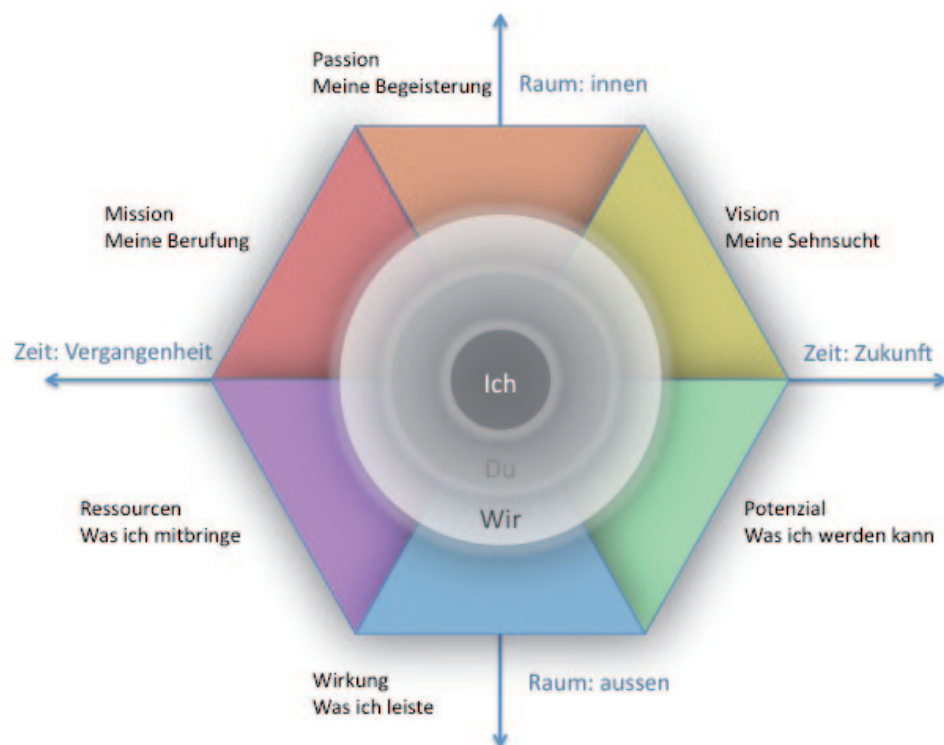 Passion
Meine Begeisterung
Raum: innen
Mission
Meine Berufung
Vision
Meine Sehnsucht
Zeit: Vergangenheit
Zeit: Zukunft
Ich
Du
Wir
Ressourcen
Was ich mitbringe
Potenzial
Was ich werden kann
Wirkung
Was ich leiste
Raum: aussen